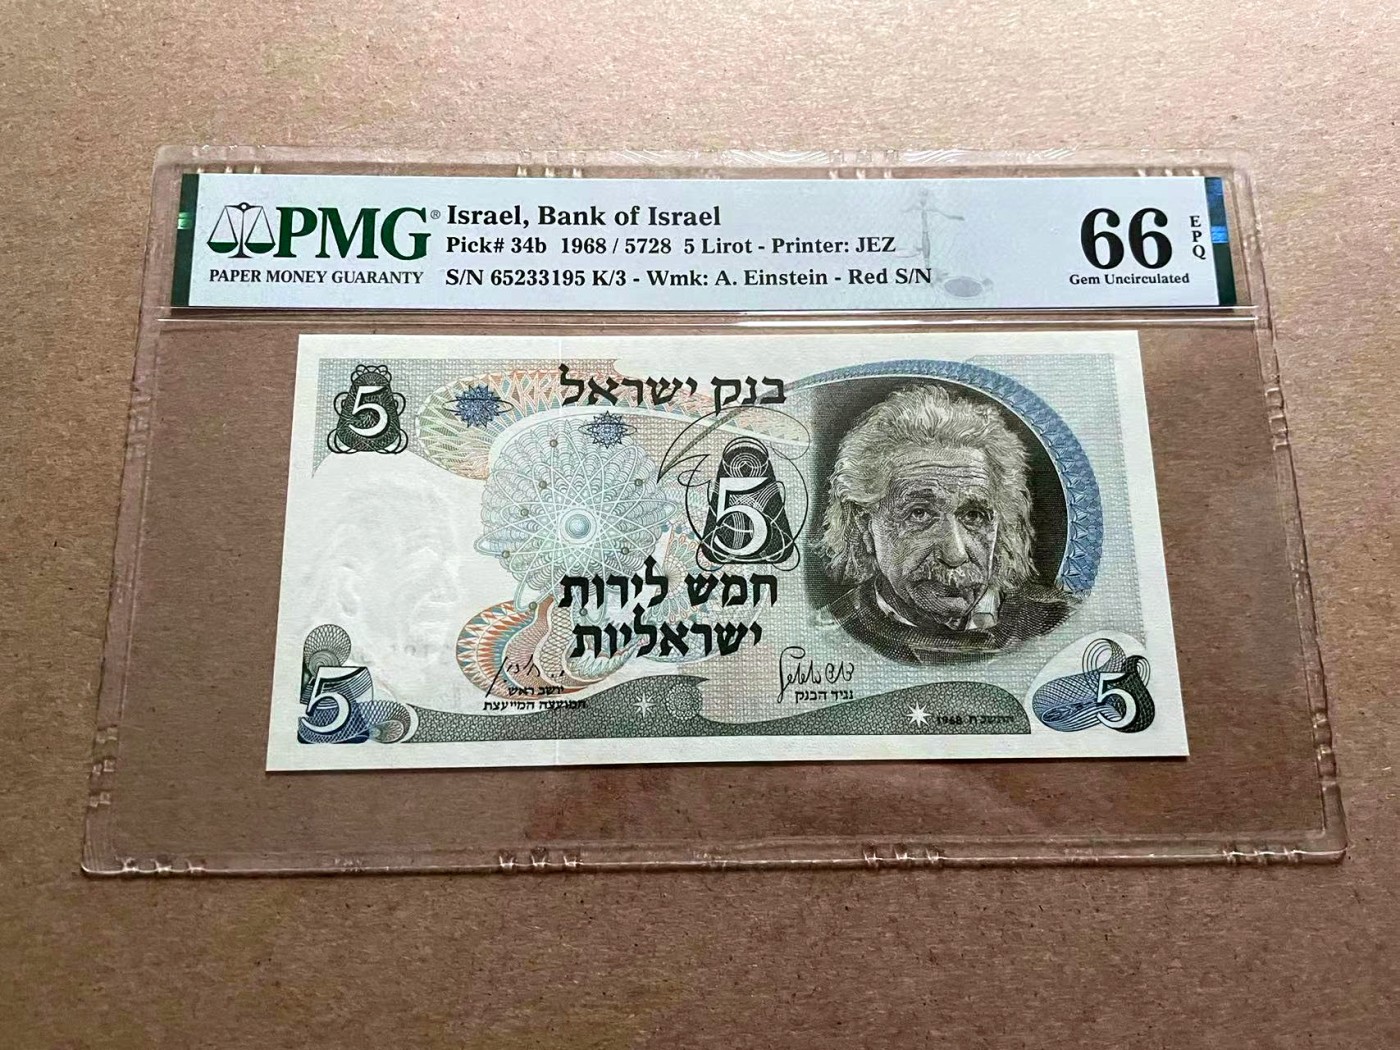 PMG®
PAPER MONEY GUARANTY
Israel, Bank of Israel
Pick# 34b 1968 / 5728 5 Lirot - Printer: JEZ
S/N 65233195 K/3 - Wmk: A. Einstein - Red S/N
66
EPQ
Gem Uncirculated
5
בנק ישראל
5
חמש לירות
ישראליות
יושב ראש
המועצה המייעצת
נגיד הבנק
5
1968 התשכ״ח
5